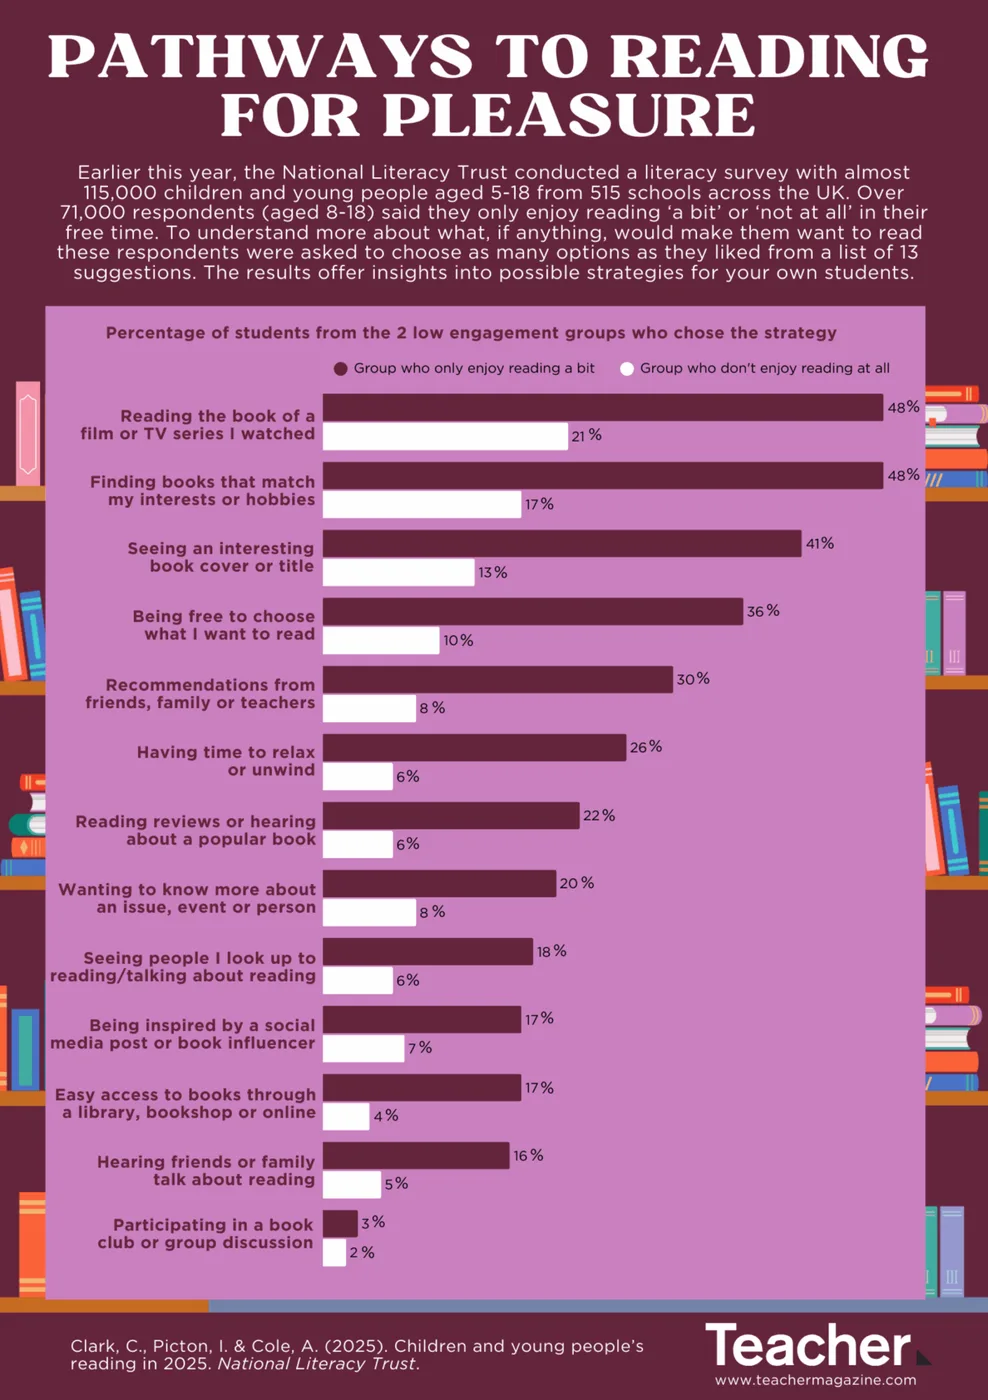 PATHWAYS TO READING
FOR PLEASURE
Earlier this year, the National Literacy Trust conducted a literacy survey with almost
115,000 children and young people aged 5-18 from 515 schools across the UK. Over
71,000 respondents (aged 8-18) said they only enjoy reading ‘a bit’ or ‘not at all’ in their
free time. To understand more about what, if anything, would make them want to read
these respondents were asked to choose as many options as they liked from a list of 13
suggestions. The results offer insights into possible strategies for your own students.
Percentage of students from the 2 low engagement groups who chose the strategy
Group who only enjoy reading a bit
Group who don't enjoy reading at all
Reading the book of a
film or TV series I watched
48%
21%
Finding books that match
my interests or hobbies
48%
17%
Seeing an interesting
book cover or title
41%
13%
Being free to choose
what I want to read
36%
10%
Recommendations from
friends, family or teachers
30%
8%
Having time to relax
or unwind
26%
6%
Reading reviews or hearing
about a popular book
22%
6%
Wanting to know more about
an issue, event or person
20%
8%
Seeing people I look up to
reading/talking about reading
18%
6%
Being inspired by a social
media post or book influencer
17%
7%
Easy access to books through
a library, bookshop or online
17%
4%
Hearing friends or family
talk about reading
16%
5%
Participating in a book
club or group discussion
3%
2%
Clark, C., Picton, I. & Cole, A. (2025). Children and young people’s
reading in 2025. National Literacy Trust.
Teacher
www.teachermagazine.com